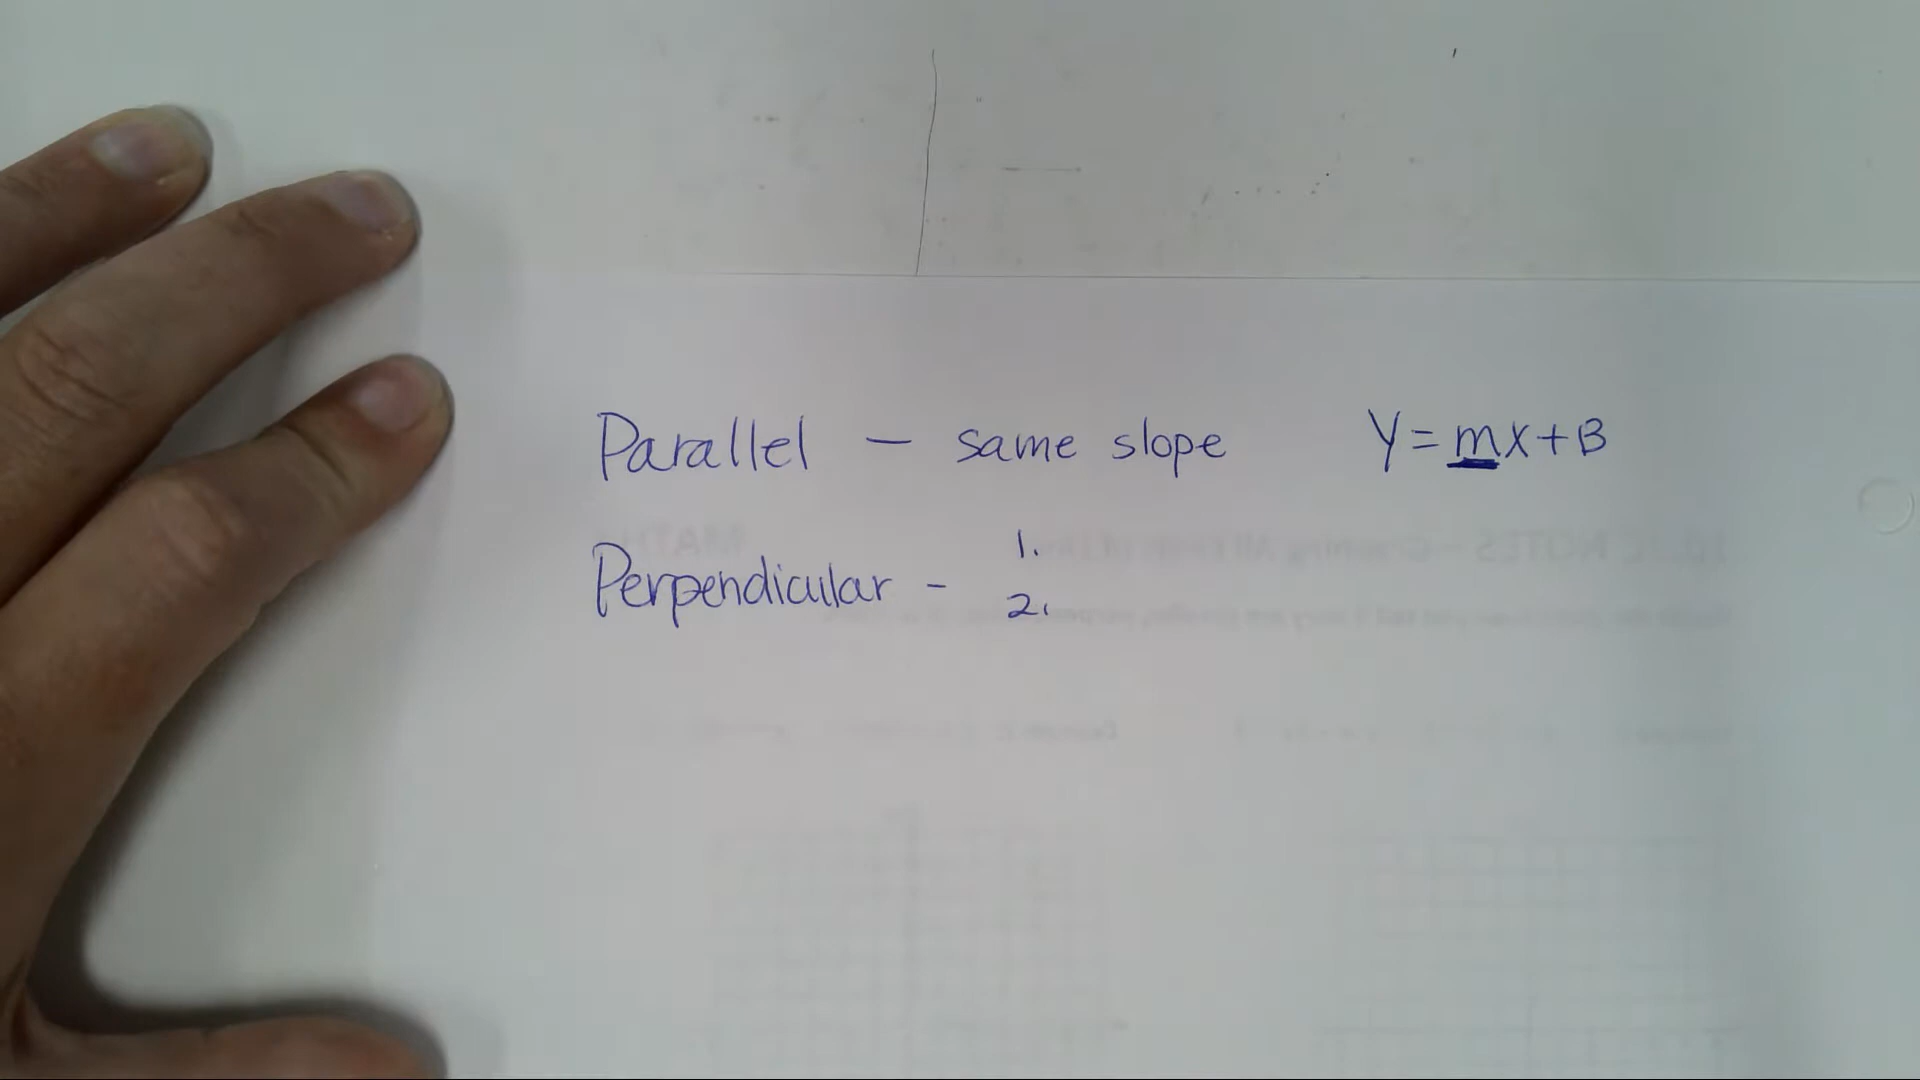 Parallel — same slope Y=mx+B
Perpendicular - 1.
2.